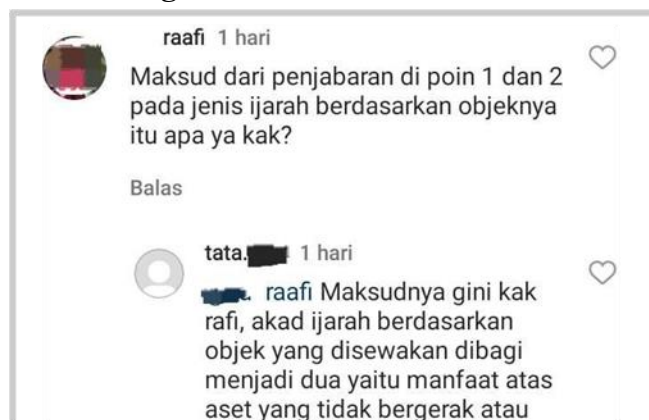 raafi 1 hari
Maksud dari penjabaran di poin 1 dan 2
pada jenis ijarah berdasarkan objeknya
itu apa ya kak?
Balas
tata. 1 hari
raafi Maksudnya gini kak
rafi, akad ijarah berdasarkan
objek yang disewakan dibagi
menjadi dua yaitu manfaat atas
aset yang tidak bergerak atau